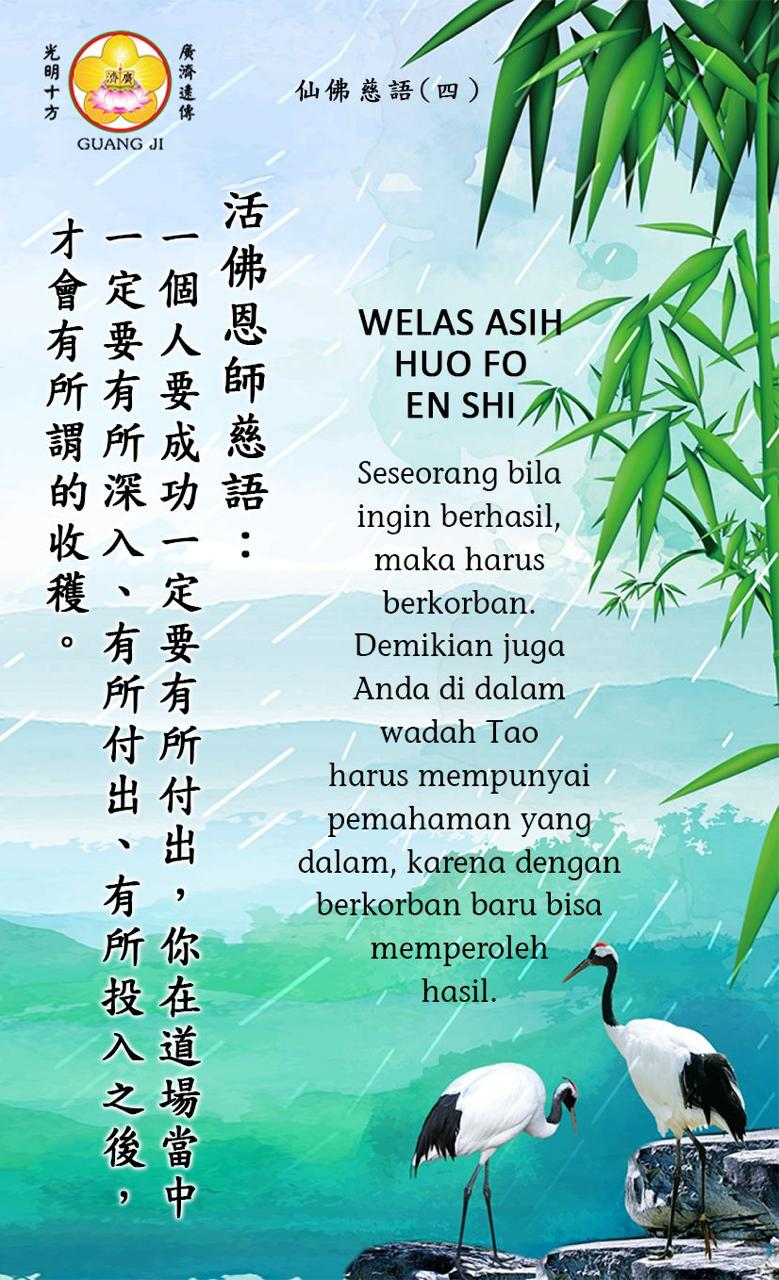 光明十方
廣濟
廣濟遠傳
GUANG JI
仙佛慈語(四)
活佛恩師慈語：
一個人要成功一定要有所付出，你在道場當中
一定要有所深入、有所付出、有所投入之後，
才會有所謂的收穫。
WELAS ASIH
HUO FO
EN SHI
Seseorang bila
ingin berhasil,
maka harus
berkorban.
Demikian juga
Anda di dalam
wadah Tao
harus mempunyai
pemahaman yang
dalam, karena dengan
berkorban baru bisa
memperoleh
hasil.